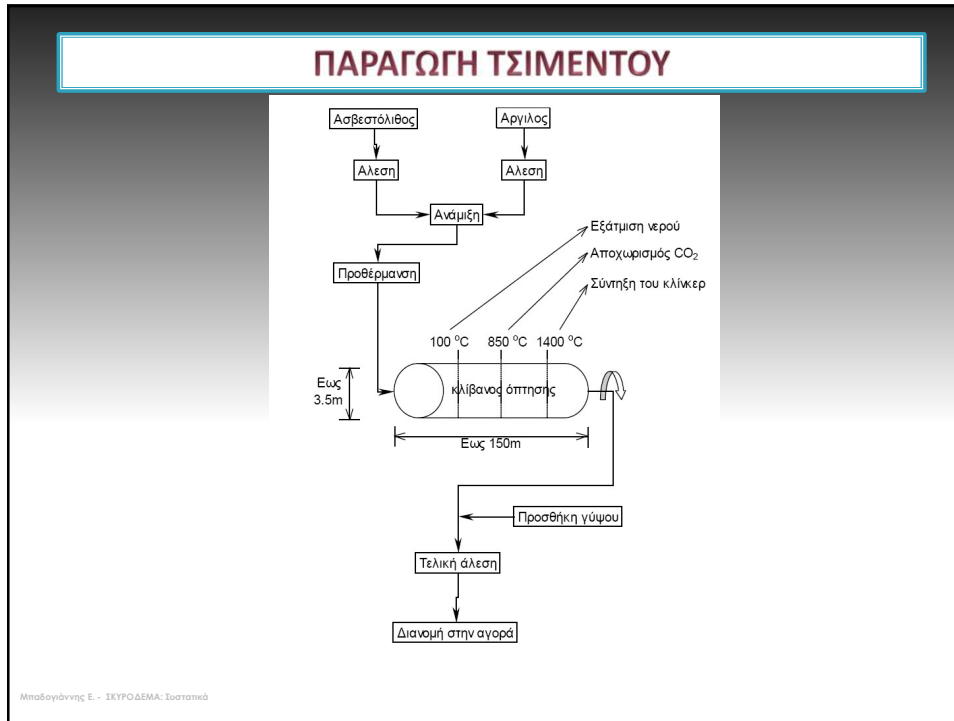 ΠΑΡΑΓΩΓΗ ΤΣΙΜΕΝΤΟΥ
Ασβεστόλιθος
Αργιλος
Αλεση
Αλεση
Ανάμιξη
Προθέρμανση
Εξάτμιση νερού
Αποχωρισμός CO₂
Σύντηξη του κλίνκερ
100 °C 850 °C 1400 °C
Εως
3.5m
κλίβανος όπτησης
Εως 150m
Προσθήκη γύψου
Τελική άλεση
Διανομή στην αγορά
Μπαδογιάννης Ε. - ΣΚΥΡΟΔΕΜΑ: Συστατικά